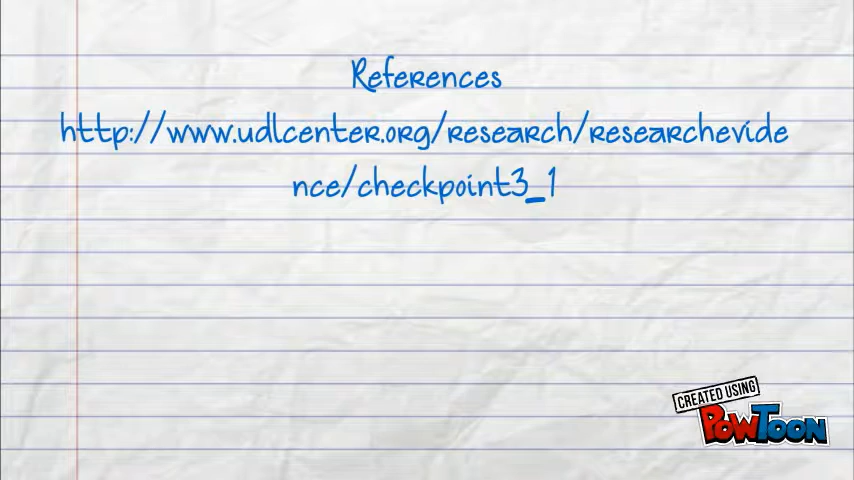 References
http://www.udlcenter.org/research/researchevide
nce/checkpoint3_1
CREATED USING
POWTOON